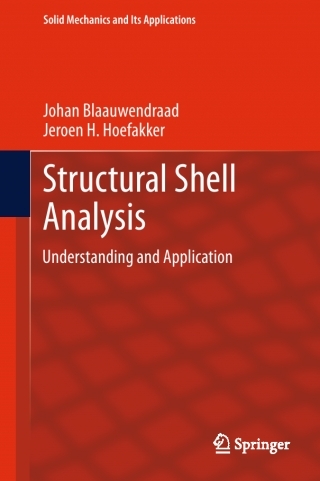 Solid Mechanics and Its Applications
Johan Blaauwendraad
Jeroen H. Hoefakker
Structural Shell
Analysis
Understanding and Application
Springer